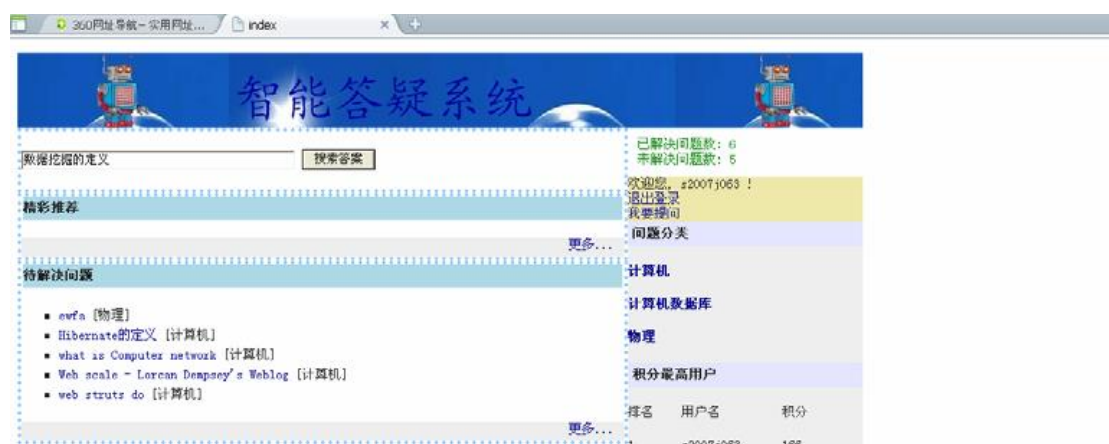 360网址导航-实用网址...
index
智能答疑系统
数据挖掘的定义
搜索答案
已解决问题数: 6
未解决问题数: 5
欢迎您, z2007j063 !
退出登录
我要提问
精彩推荐
更多...
待解决问题
ewfa [物理]
Hibernate的定义 [计算机]
what is Computer network [计算机]
Web scale - Lorcan Dempsey's Weblog [计算机]
web struts do [计算机]
更多...
问题分类
计算机
计算机数据库
物理
积分最高用户
排名 用户名 积分